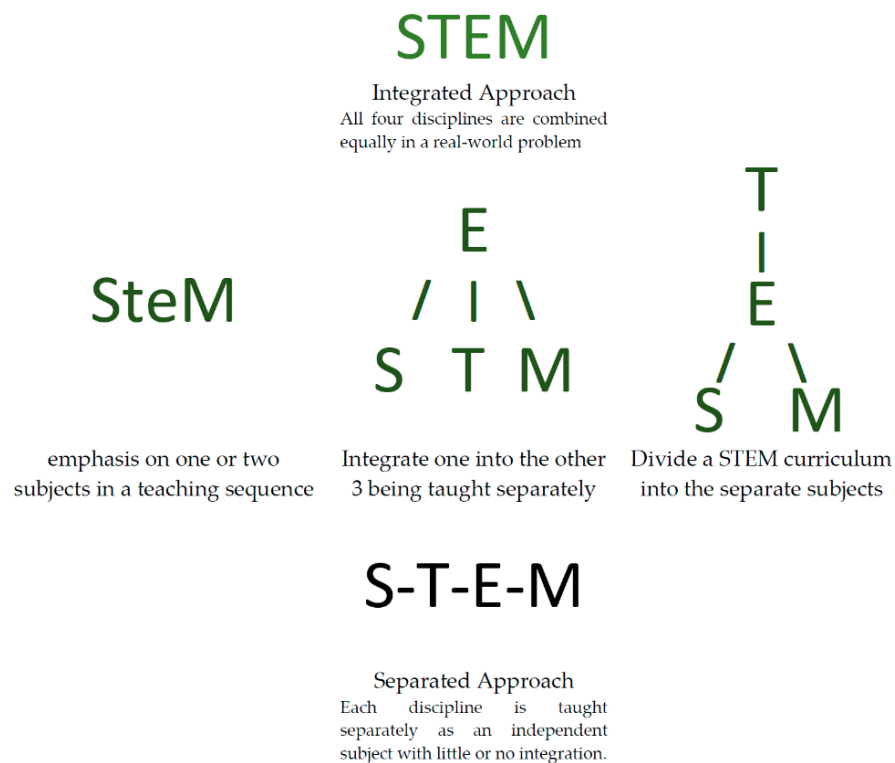 STEM
Integrated Approach
All four disciplines are combined
equally in a real-world problem
SteM
emphasis on one or two
subjects in a teaching sequence
E
/ | \
S T M
Integrate one into the other
3 being taught separately
T
|
E
/ \
S M
Divide a STEM curriculum
into the separate subjects
S-T-E-M
Separated Approach
Each discipline is taught
separately as an independent
subject with little or no integration.